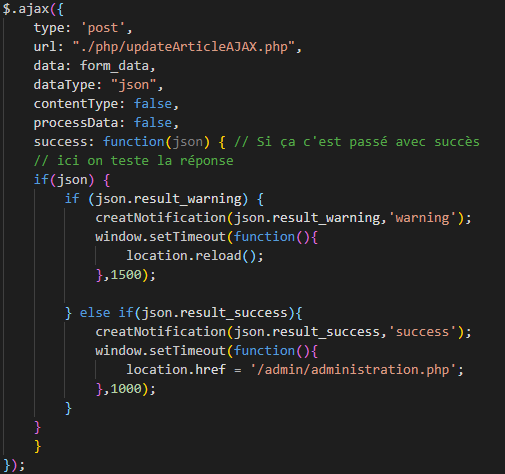 $.ajax({
    type: 'post',
    url: "./php/updateArticleAJAX.php",
    data: form_data,
    dataType: "json",
    contentType: false,
    processData: false,
    success: function(json) { // Si ça c'est passé avec succès
    // ici on teste la réponse
    if(json) {
        if (json.result_warning) {
            creatNotification(json.result_warning,'warning');
            window.setTimeout(function(){
                location.reload();
            },1500);

        } else if(json.result_success){
            creatNotification(json.result_success,'success');
            window.setTimeout(function(){
                location.href = '/admin/administration.php';
            },1000);
        }
    }
    }
});